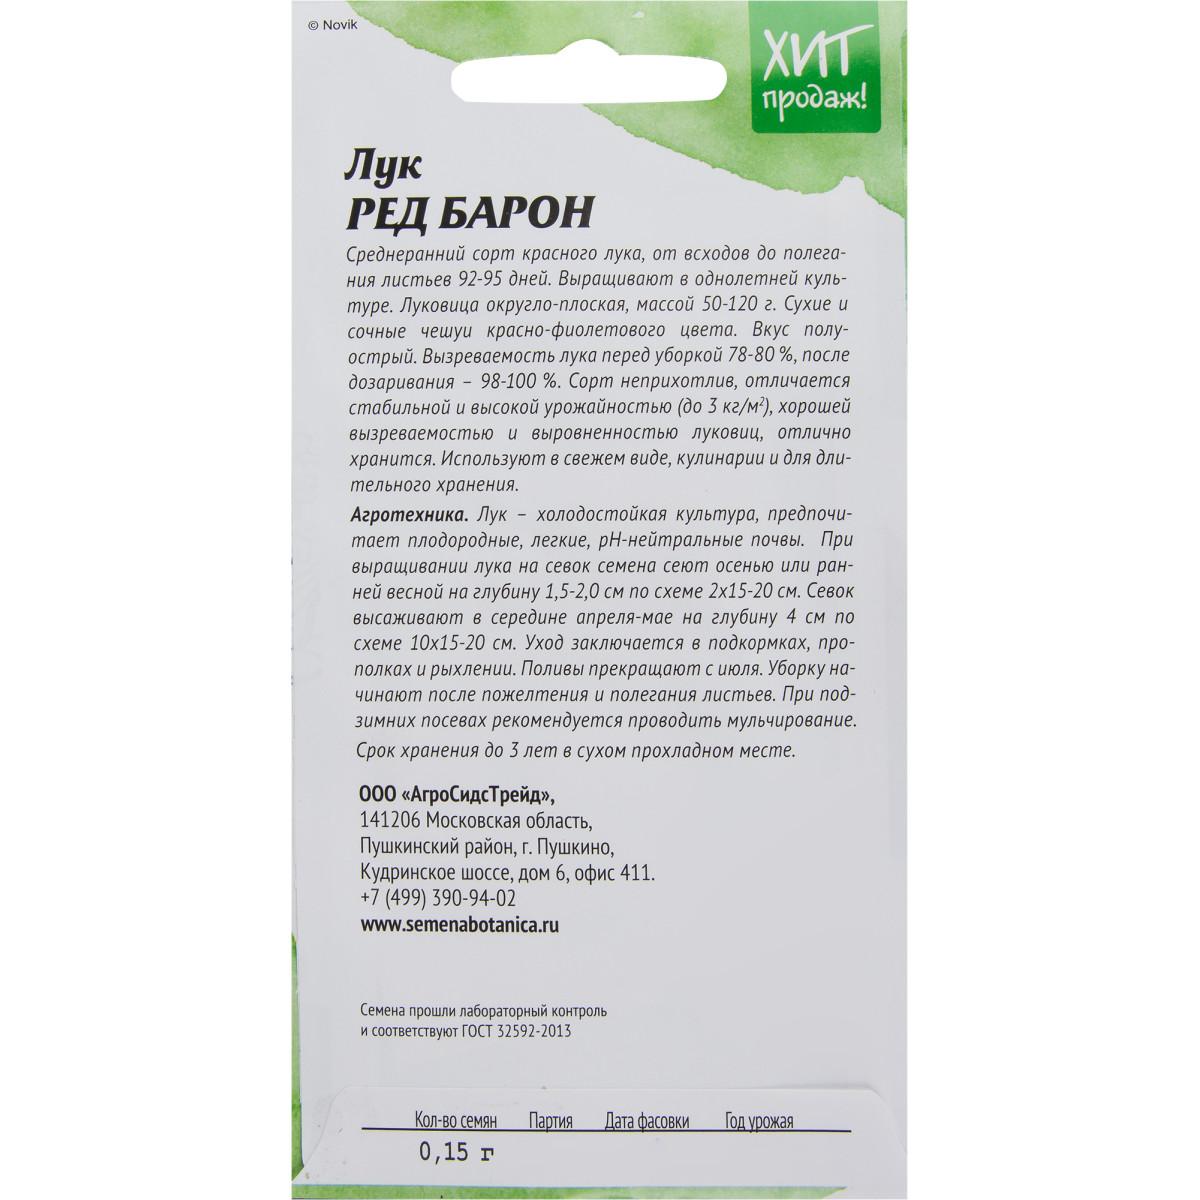 © Novik
ХИТ
продаж!
Лук
РЕД БАРОН
Среднеранний сорт красного лука, от всходов до полега-
ния листьев 92-95 дней. Выращивают в однолетней куль-
туре. Луковица округло-плоская, массой 50-120 г. Сухие и
сочные чешуи красно-фиолетового цвета. Вкус полу-
острый. Вызреваемость лука перед уборкой 78-80 %, после
дозаривания – 98-100 %. Сорт неприхотлив, отличается
стабильной и высокой урожайностью (до 3 кг/м²), хорошей
вызреваемостью и выровненностью луковиц, отлично
хранится. Используют в свежем виде, кулинарии и для дли-
тельного хранения.
Агротехника. Лук – холодостойкая культура, предпочи-
тает плодородные, легкие, pH-нейтральные почвы. При
выращивании лука на севок семена сеют осенью или ран-
ней весной на глубину 1,5-2,0 см по схеме 2х15-20 см. Севок
высаживают в середине апреля-мае на глубину 4 см по
схеме 10х15-20 см. Уход заключается в подкормках, про-
полках и рыхлении. Поливы прекращают с июля. Уборку на-
чинают после пожелтения и полегания листьев. При под-
зимних посевах рекомендуется проводить мульчирование.
Срок хранения до 3 лет в сухом прохладном месте.
ООО «АгроСидсТрейд»,
141206 Московская область,
Пушкинский район, г. Пушкино,
Кудринское шоссе, дом 6, офис 411.
+7 (499) 390-94-02
www.semenabotanica.ru
Семена прошли лабораторный контроль
и соответствуют ГОСТ 32592-2013
Кол-во семян Партия Дата фасовки Год урожая
0,15 г